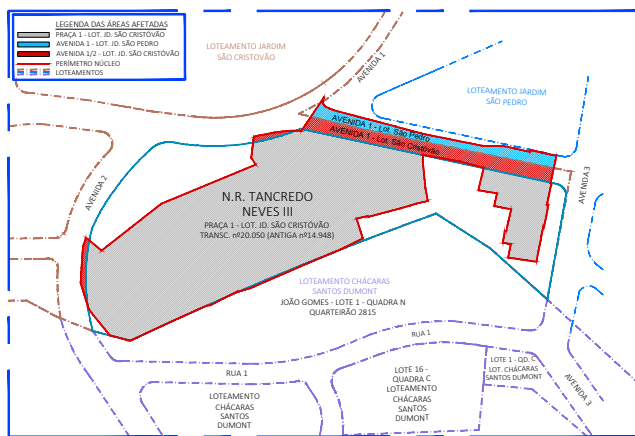 LEGENDA DAS ÁREAS AFETADAS
PRAÇA 1 - LOT. JD. SÃO CRISTÓVÃO
AVENIDA 1 - LOT. JD. SÃO PEDRO
AVENIDA 1/2 - LOT. JD. SÃO CRISTÓVÃO
PERÍMETRO NÚCLEO
LOTEAMENTOS
LOTEAMENTO JARDIM
SÃO CRISTOVÃO
AVENIDA 1
LOTEAMENTO JARDIM
SÃO PEDRO
AVENIDA 1 - Lot. São Pedro
AVENIDA 1 - Lot. São Cristóvão
AVENIDA 3
AVENIDA 2
N.R. TANCREDO
NEVES III
PRAÇA 1 - LOT. JD. SÃO CRISTÓVÃO
TRANSC. nº20.050 (ANTIGA nº14.948)
LOTEAMENTO CHÁCARAS
SANTOS DUMONT
JOÃO GOMES - LOTE 1 - QUADRA N
QUARTEIRÃO 2815
RUA 1
RUA 1
LOTE 16 -
QUADRA C
LOTEAMENTO
CHÁCARAS
SANTOS
DUMONT
LOTE 1 - QD. C
LOT. CHÁCARAS
SANTOS DUMONT
AVENIDA 3
LOTEAMENTO
CHÁCARAS
SANTOS
DUMONT